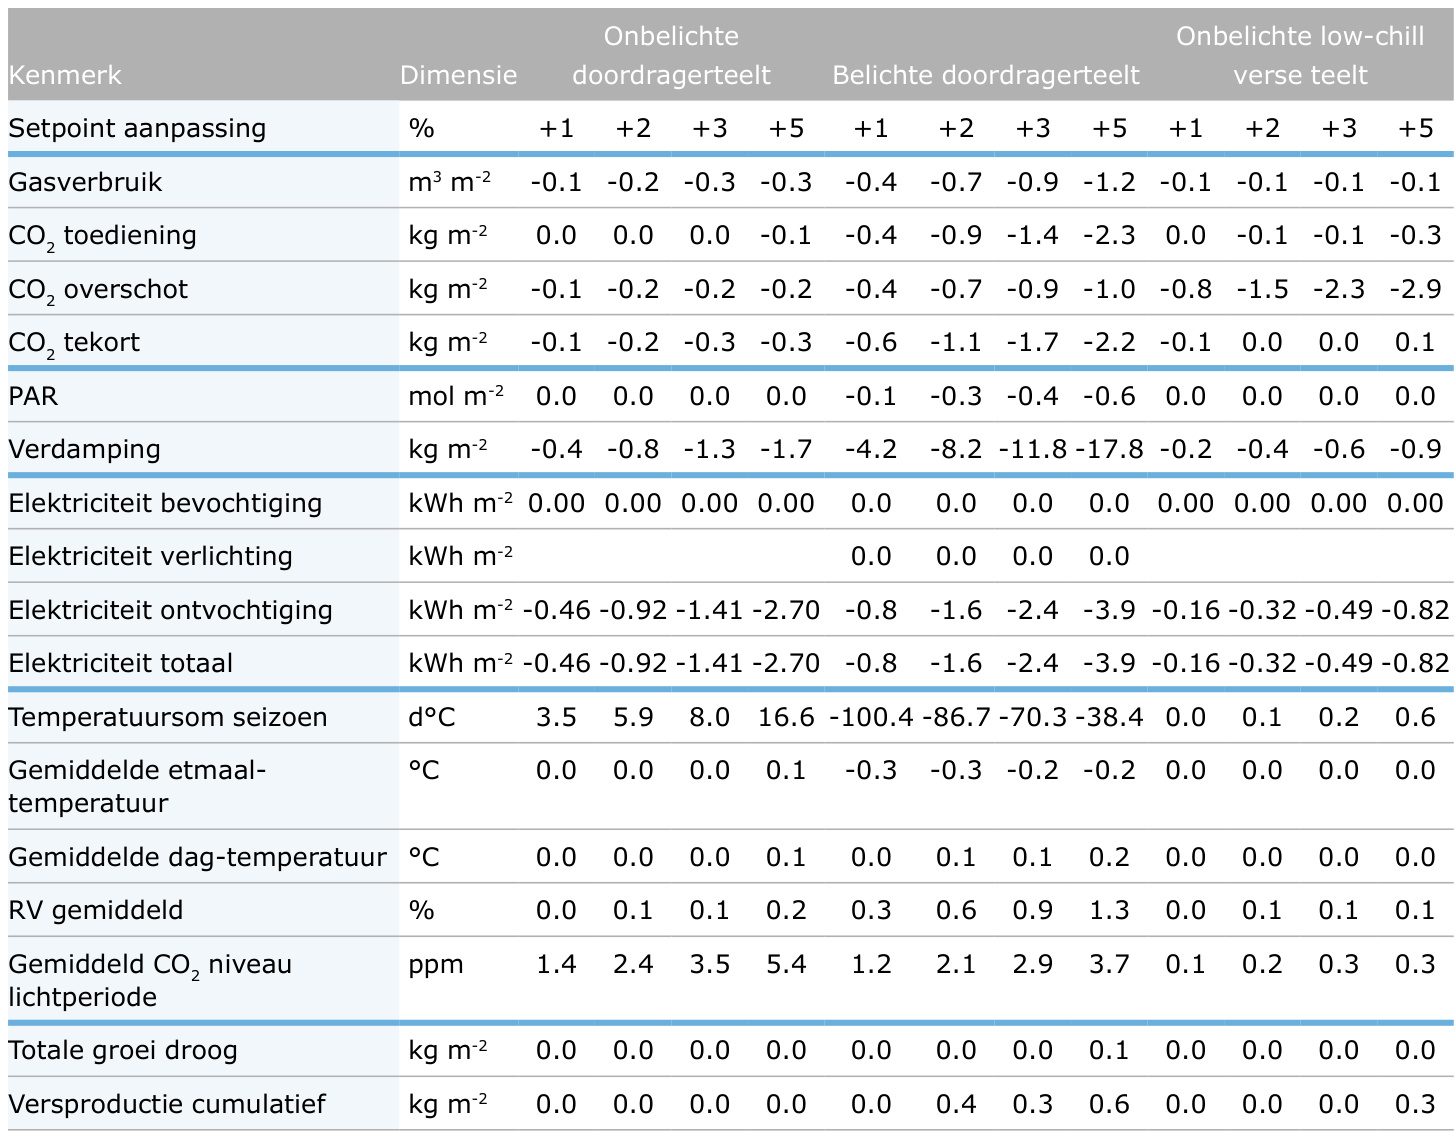 Onbelichte Onbelichte low-chill
Kenmerk Dimensie doordragerteelt Belichte doordragerteelt verse teelt
Setpoint aanpassing % +1 +2 +3 +5 +1 +2 +3 +5 +1 +2 +3 +5
Gasverbruik m³ m⁻² -0.1 -0.2 -0.3 -0.3 -0.4 -0.7 -0.9 -1.2 -0.1 -0.1 -0.1 -0.1
CO₂ toediening kg m⁻² 0.0 0.0 0.0 -0.1 -0.4 -0.9 -1.4 -2.3 0.0 -0.1 -0.1 -0.3
CO₂ overschot kg m⁻² -0.1 -0.2 -0.2 -0.2 -0.4 -0.7 -0.9 -1.0 -0.8 -1.5 -2.3 -2.9
CO₂ tekort kg m⁻² -0.1 -0.2 -0.3 -0.3 -0.6 -1.1 -1.7 -2.2 -0.1 0.0 0.0 0.1
PAR mol m⁻² 0.0 0.0 0.0 0.0 -0.1 -0.3 -0.4 -0.6 0.0 0.0 0.0 0.0
Verdamping kg m⁻² -0.4 -0.8 -1.3 -1.7 -4.2 -8.2 -11.8 -17.8 -0.2 -0.4 -0.6 -0.9
Elektriciteit bevochtiging kWh m⁻² 0.00 0.00 0.00 0.00 0.0 0.0 0.0 0.0 0.00 0.00 0.00 0.00
Elektriciteit verlichting kWh m⁻² 0.0 0.0 0.0 0.0
Elektriciteit ontvochtiging kWh m⁻² -0.46 -0.92 -1.41 -2.70 -0.8 -1.6 -2.4 -3.9 -0.16 -0.32 -0.49 -0.82
Elektriciteit totaal kWh m⁻² -0.46 -0.92 -1.41 -2.70 -0.8 -1.6 -2.4 -3.9 -0.16 -0.32 -0.49 -0.82
Temperatuursom seizoen d°C 3.5 5.9 8.0 16.6 -100.4 -86.7 -70.3 -38.4 0.0 0.1 0.2 0.6
Gemiddelde etmaal- °C 0.0 0.0 0.0 0.1 -0.3 -0.3 -0.2 -0.2 0.0 0.0 0.0 0.0
temperatuur
Gemiddelde dag-temperatuur °C 0.0 0.0 0.0 0.1 0.0 0.1 0.1 0.2 0.0 0.0 0.0 0.0
RV gemiddeld % 0.0 0.1 0.1 0.2 0.3 0.6 0.9 1.3 0.0 0.1 0.1 0.1
Gemiddeld CO₂ niveau ppm 1.4 2.4 3.5 5.4 1.2 2.1 2.9 3.7 0.1 0.2 0.3 0.3
lichtperiode
Totale groei droog kg m⁻² 0.0 0.0 0.0 0.0 0.0 0.0 0.0 0.1 0.0 0.0 0.0 0.0
Versproductie cumulatief kg m⁻² 0.0 0.0 0.0 0.0 0.0 0.4 0.3 0.6 0.0 0.0 0.0 0.3